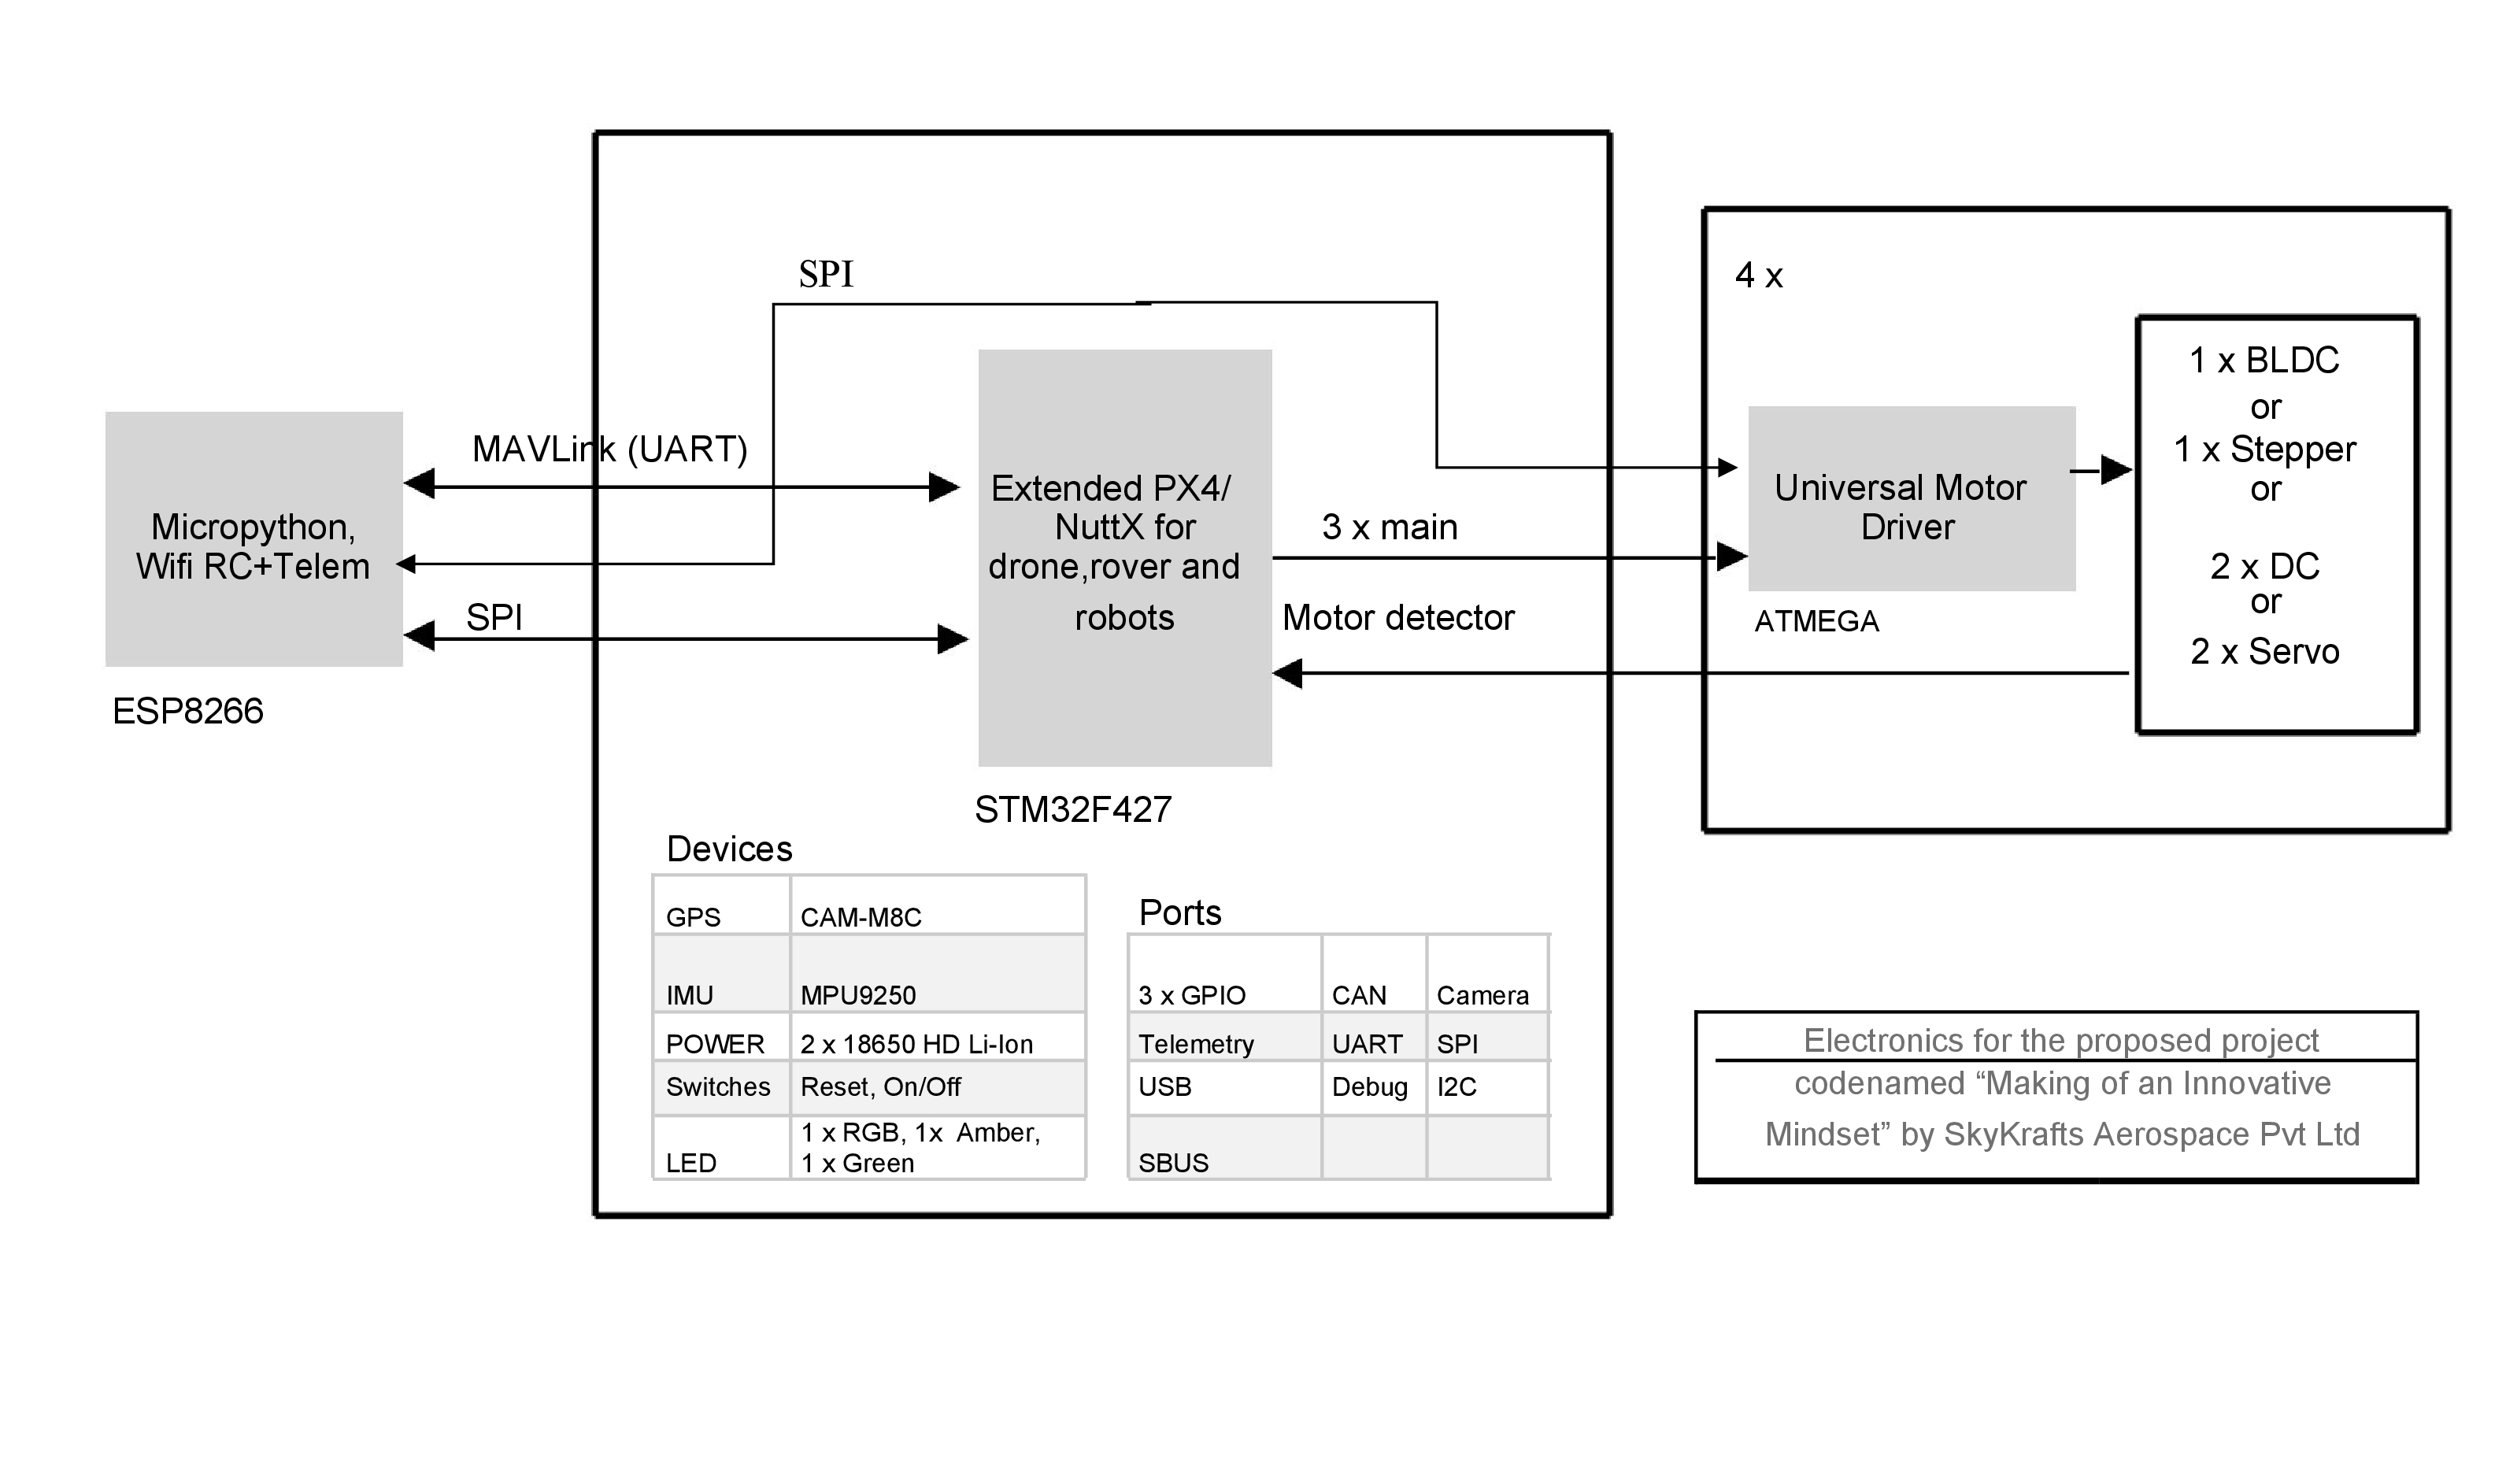 SPI
4 x
1 x BLDC
or
1 x Stepper
or
2 x DC
or
2 x Servo
MAVLink (UART)
Micropython,
Wifi RC+Telem
SPI
ESP8266
Extended PX4/
NuttX for
drone,rover and
robots
STM32F427
3 x main
Motor detector
Universal Motor
Driver
ATMEGA
Devices
GPS CAM-M8C
IMU MPU9250
POWER 2 x 18650 HD Li-Ion
Switches Reset, On/Off
LED 1 x RGB, 1x Amber,
1 x Green
Ports
3 x GPIO CAN Camera
Telemetry UART SPI
USB Debug I2C
SBUS
Electronics for the proposed project
codenamed “Making of an Innovative
Mindset” by SkyKrafts Aerospace Pvt Ltd